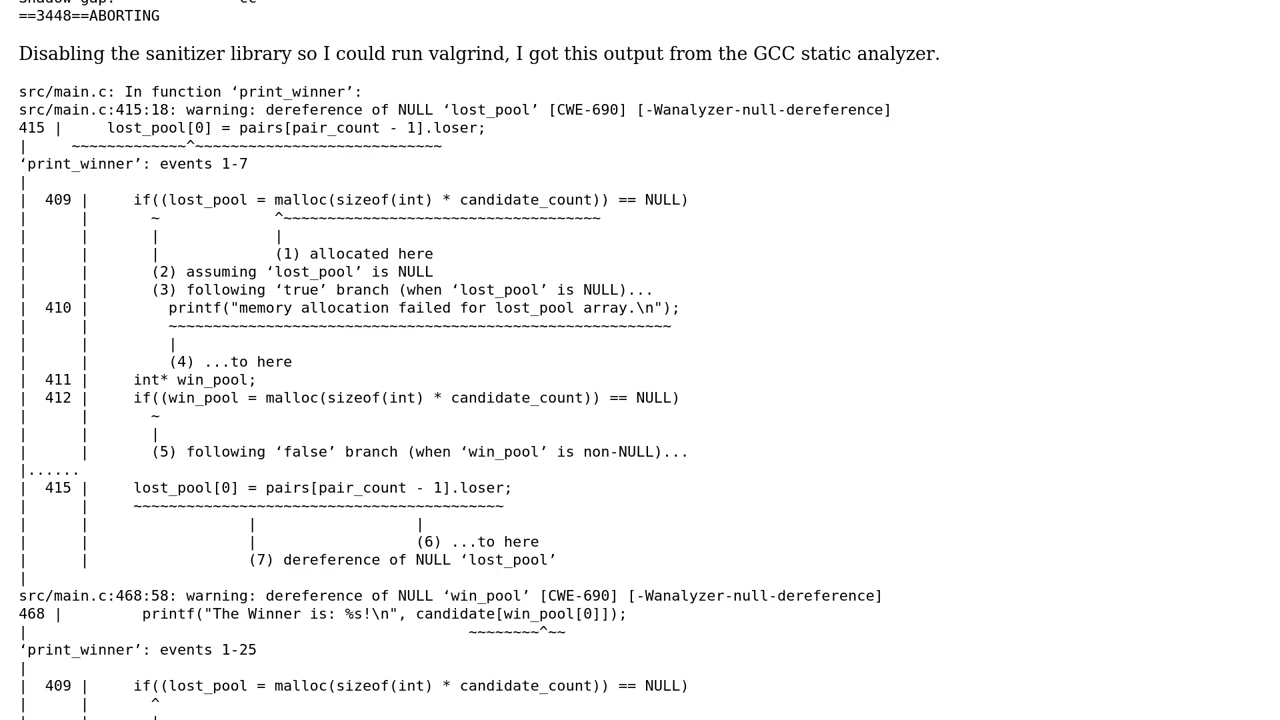 ==3448==ABORTING
Disabling the sanitizer library so I could run valgrind, I got this output from the GCC static analyzer.
src/main.c: In function ‘print_winner’:
src/main.c:415:18: warning: dereference of NULL ‘lost_pool’ [CWE-690] [-Wanalyzer-null-dereference]
415 |     lost_pool[0] = pairs[pair_count - 1].loser;
|     ~~~~~~~~~~~~~^~~~~~~~~~~~~~~~~~~~~~~~~~~~
‘print_winner’: events 1-7
|
|  409 |     if((lost_pool = malloc(sizeof(int) * candidate_count)) == NULL)
|      |       ~             ^~~~~~~~~~~~~~~~~~~~~~~~~~~~~~~~~~~~
|      |       |             |
|      |       |             (1) allocated here
|      |       (2) assuming ‘lost_pool’ is NULL
|      |       (3) following ‘true’ branch (when ‘lost_pool’ is NULL)...
|  410 |         printf("memory allocation failed for lost_pool array.\n");
|      |         ~~~~~~~~~~~~~~~~~~~~~~~~~~~~~~~~~~~~~~~~~~~~~~~~~~~~~~~~~
|      |         |
|      |         (4) ...to here
|  411 |     int* win_pool;
|  412 |     if((win_pool = malloc(sizeof(int) * candidate_count)) == NULL)
|      |       ~
|      |       |
|      |       (5) following ‘false’ branch (when ‘win_pool’ is non-NULL)...
|......
|  415 |     lost_pool[0] = pairs[pair_count - 1].loser;
|      |     ~~~~~~~~~~~~~~~~~~~~~~~~~~~~~~~~~~~~~~~~~~
|      |                  |                  |
|      |                  |                  (6) ...to here
|      |                  (7) dereference of NULL ‘lost_pool’
|
src/main.c:468:58: warning: dereference of NULL ‘win_pool’ [CWE-690] [-Wanalyzer-null-dereference]
468 |         printf("The Winner is: %s!\n", candidate[win_pool[0]]);
|                                                  ~~~~~~~~^~~
‘print_winner’: events 1-25
|
|  409 |     if((lost_pool = malloc(sizeof(int) * candidate_count)) == NULL)
|      |       ^